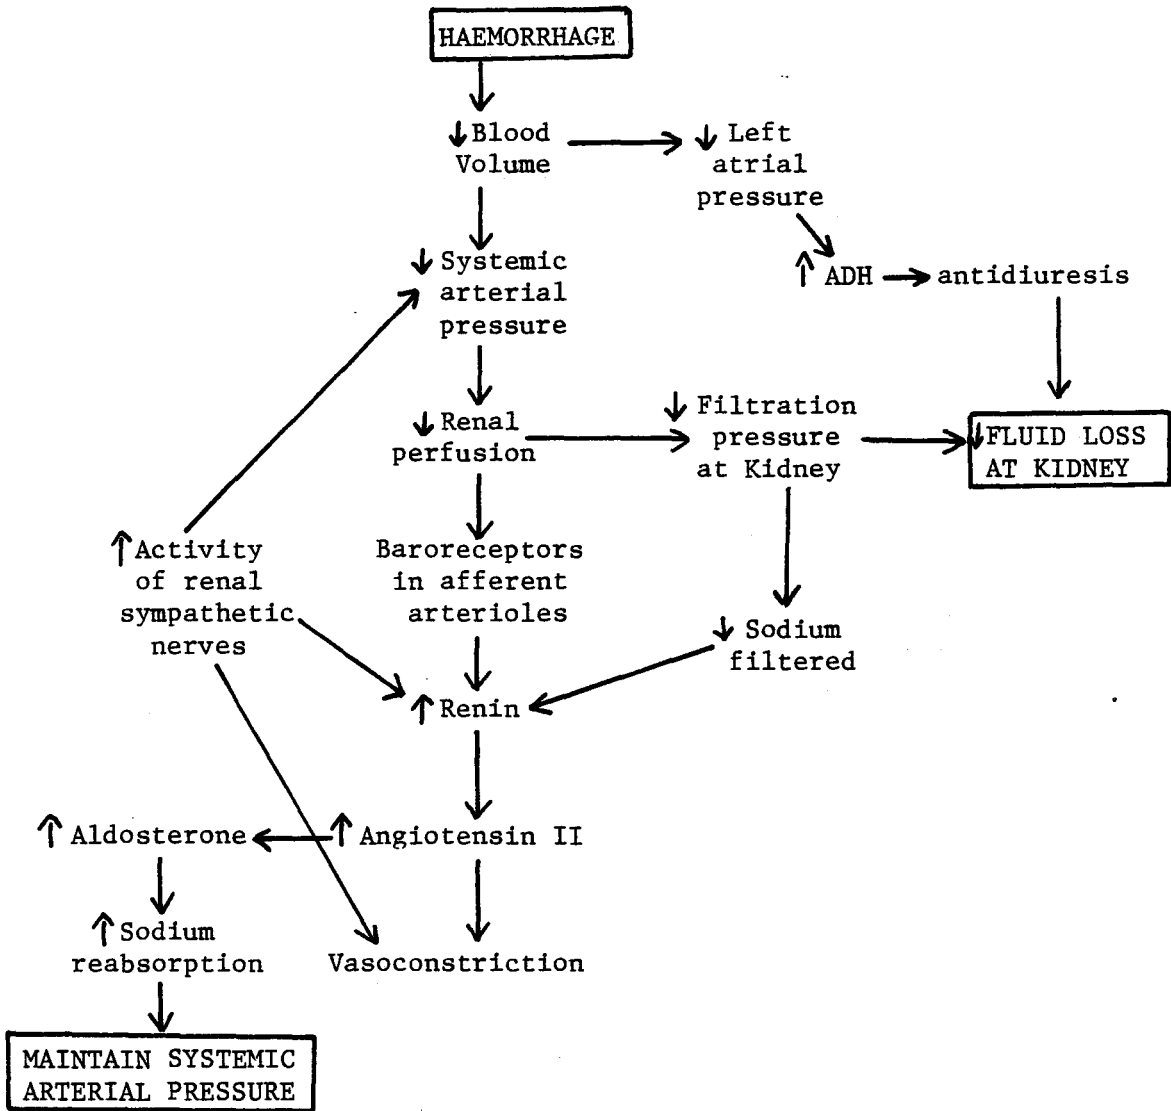 HAEMORRHAGE
↓ Blood
Volume
↓ Left
atrial
pressure
↓ Systemic
arterial
pressure
↑ ADH
antidiuresis
↓ Renal
perfusion
↓ Filtration
pressure
at Kidney
↓ FLUID LOSS
AT KIDNEY
↑ Activity
of renal
sympathetic
nerves
Baroreceptors
in afferent
arterioles
↓ Sodium
filtered
↑ Renin
↑ Aldosterone
↑ Angiotensin II
↑ Sodium
reabsorption
Vasoconstriction
MAINTAIN SYSTEMIC
ARTERIAL PRESSURE